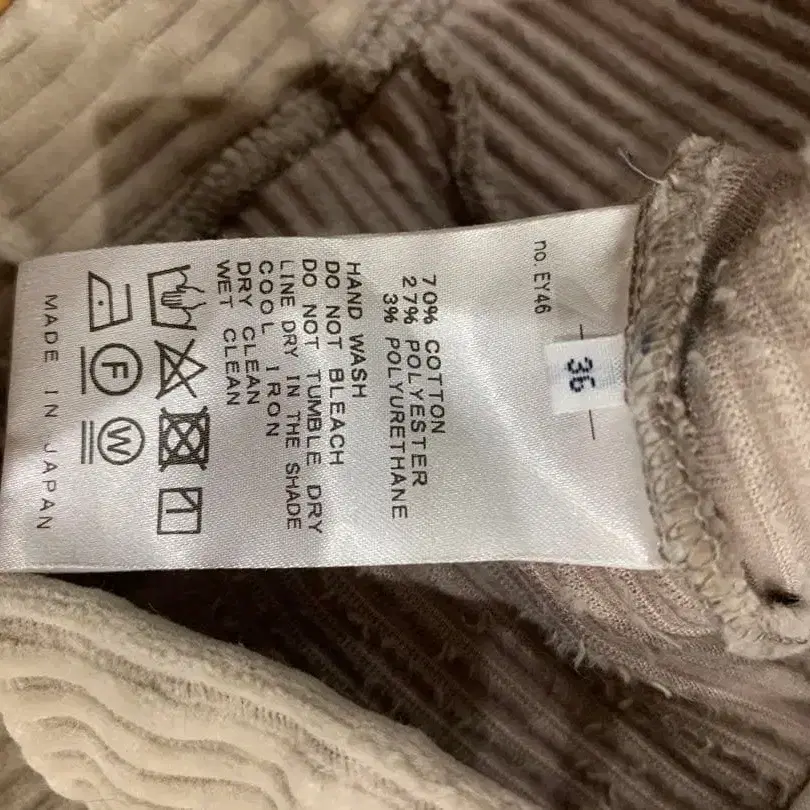 no. EY46
36
70% COTTON
27% POLYESTER
3% POLYURETHANE
HAND WASH
DO NOT BLEACH
DO NOT TUMBLE DRY
LINE DRY IN THE SHADE
COOL IRON
DRY CLEAN
WET CLEAN
F
W
MADE IN JAPAN